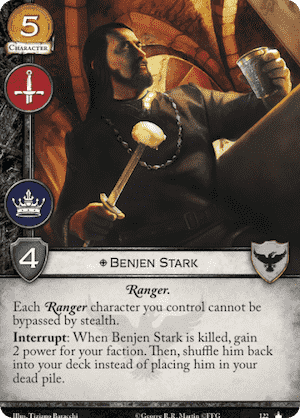 5
CHARACTER
4
BENJEN STARK
Ranger.
Each Ranger character you control cannot be
bypassed by stealth.
Interrupt: When Benjen Stark is killed, gain
2 power for your faction. Then, shuffle him back
into your deck instead of placing him in your
dead pile.
Illus. Tiziano Baracchi © George R.R. Martin ©FFG 122